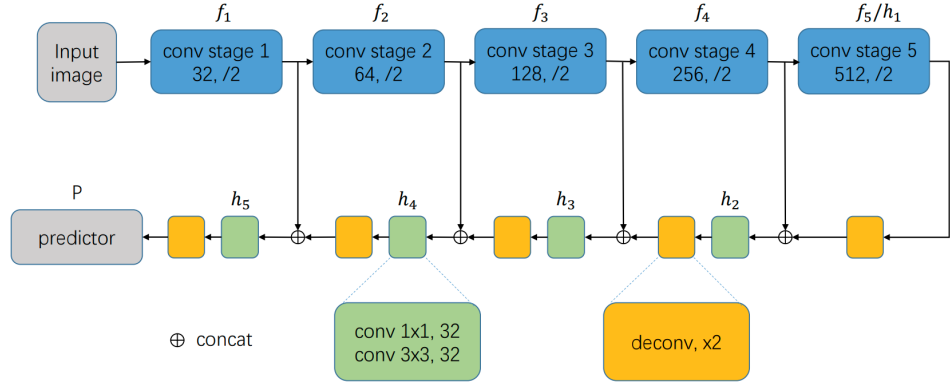 f₁
f₂
f₃
f₄
f₅/h₁
Input
image
conv stage 1
32, /2
conv stage 2
64, /2
conv stage 3
128, /2
conv stage 4
256, /2
conv stage 5
512, /2
P
h₅
h₄
h₃
h₂
predictor
⊕ concat
conv 1x1, 32
conv 3x3, 32
deconv, x2